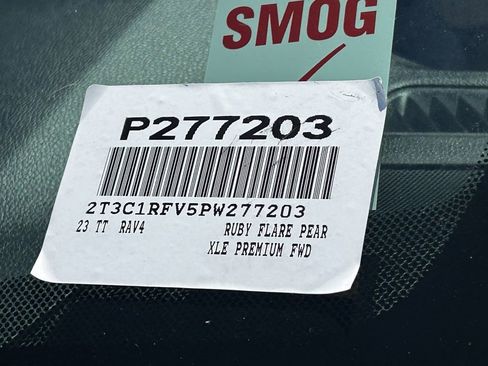 SMOG
P277203
2T3C1RFV5PW277203
23 TT RAV4 RUBY FLARE PEAR
XLE PREMIUM FWD